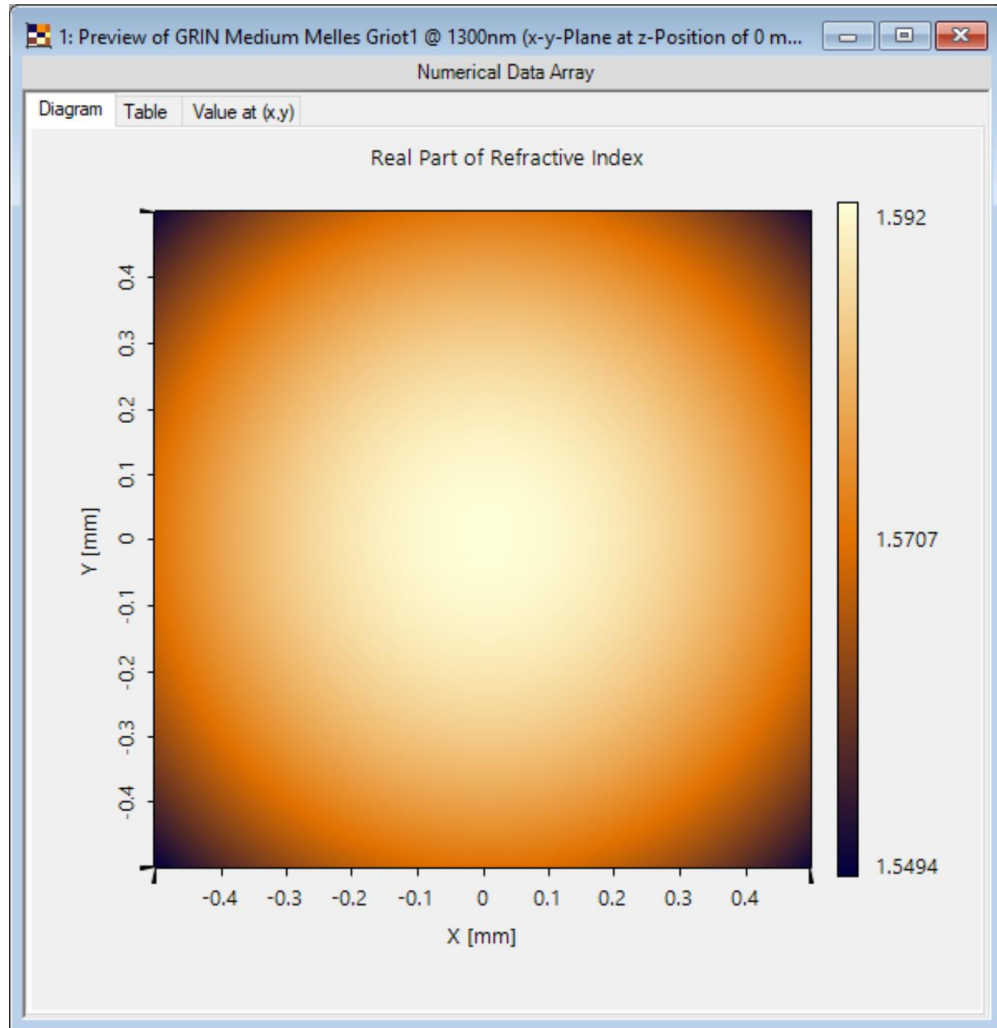 1: Preview of GRIN Medium Melles Griot1 @ 1300nm (x-y-Plane at z-Position of 0 m...
Numerical Data Array
Diagram Table Value at (x,y)
Real Part of Refractive Index
1.592
1.5707
1.5494
Y [mm]
0.4
0.3
0.2
0.1
0
-0.1
-0.2
-0.3
-0.4
-0.4 -0.3 -0.2 -0.1 0 0.1 0.2 0.3 0.4
X [mm]